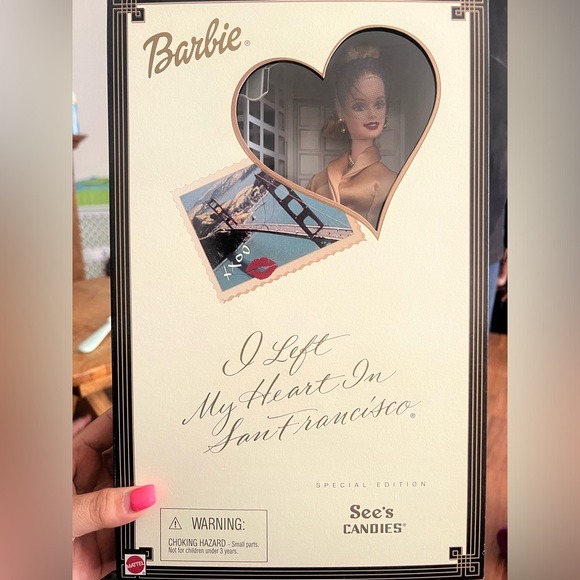 Barbie®
XXOO
I Left
My Heart In
San Francisco®
SPECIAL EDITION
See's
CANDIES®
⚠ WARNING:
CHOKING HAZARD - Small parts.
Not for children under 3 years.
MATTEL